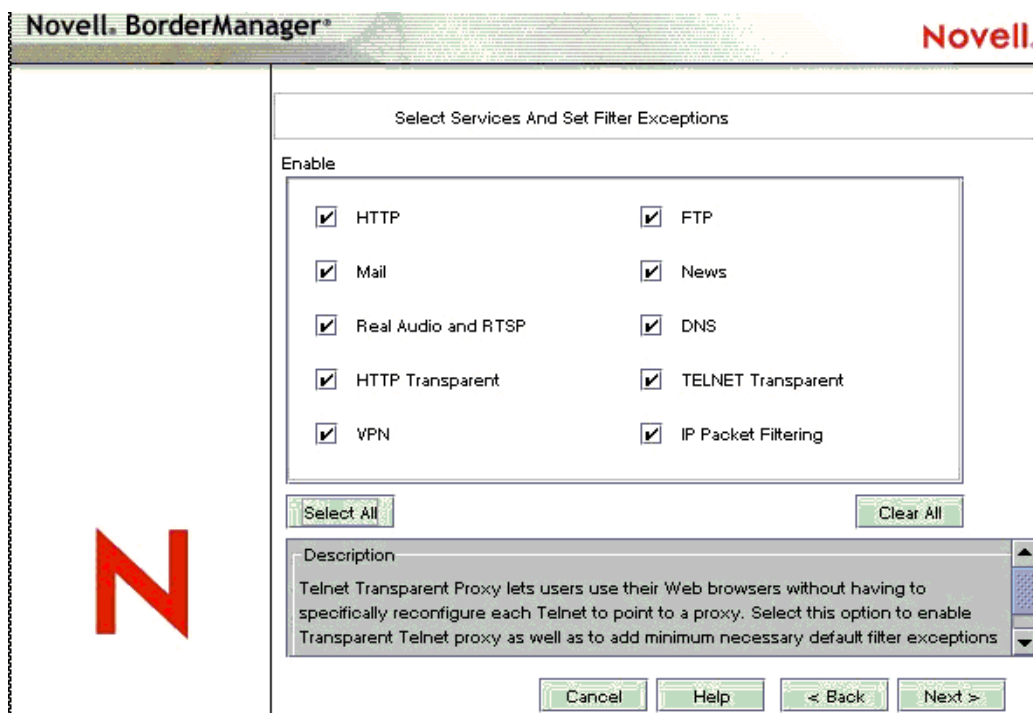 Novell. BorderManager®
Novell.
Select Services And Set Filter Exceptions
Enable
HTTP
FTP
Mail
News
Real Audio and RTSP
DNS
HTTP Transparent
TELNET Transparent
VPN
IP Packet Filtering
Select All
Clear All
Description
Telnet Transparent Proxy lets users use their Web browsers without having to
specifically reconfigure each Telnet to point to a proxy. Select this option to enable
Transparent Telnet proxy as well as to add minimum necessary default filter exceptions
N
Cancel
Help
< Back
Next >